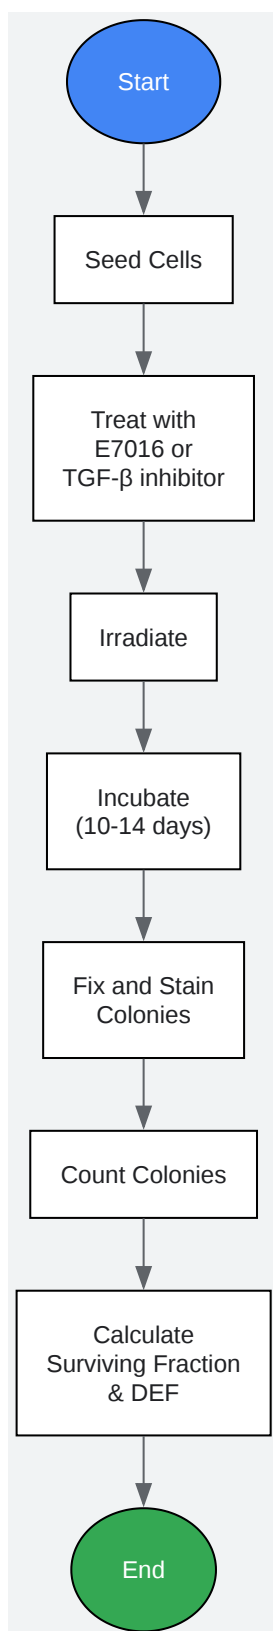 Start
Seed Cells
Treat with
E7016 or
TGF-β inhibitor
Irradiate
Incubate
(10-14 days)
Fix and Stain
Colonies
Count Colonies
Calculate
Surviving Fraction
& DEF
End